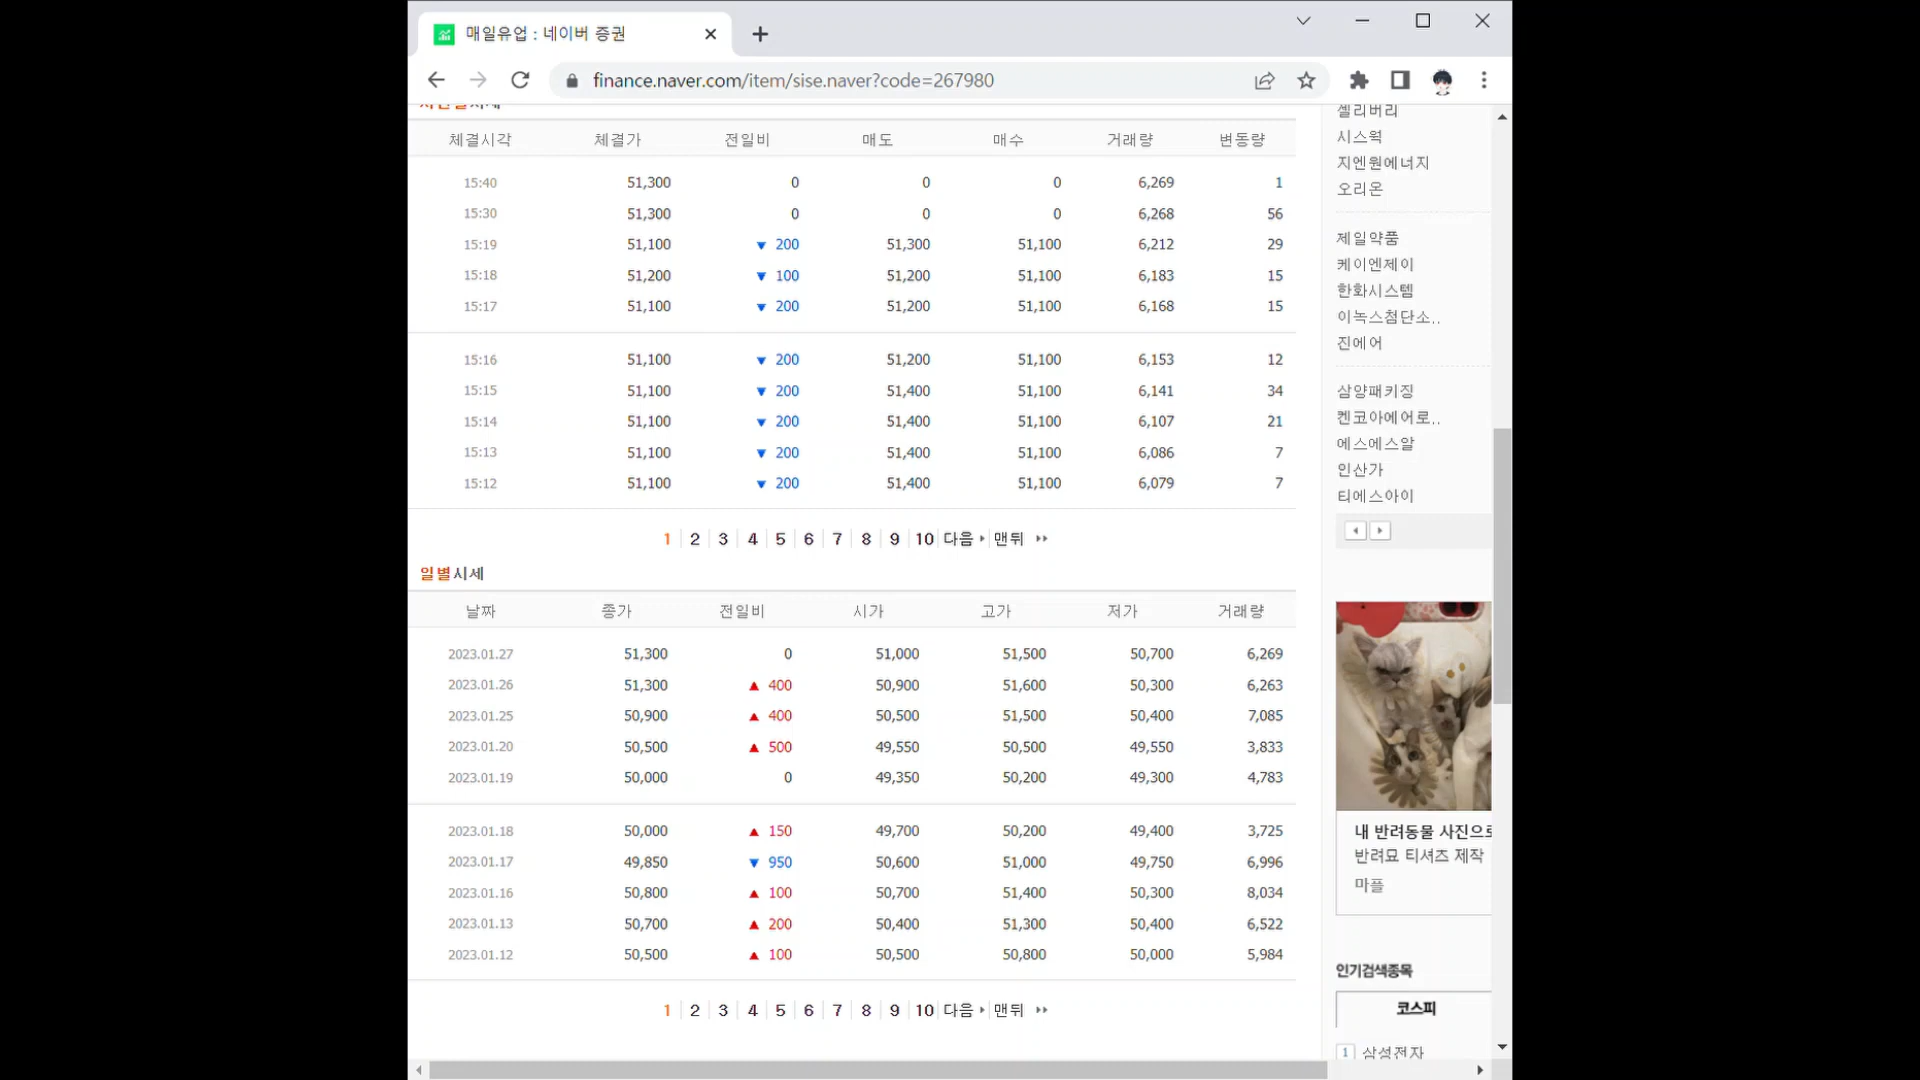 매일유업 : 네이버 증권
finance.naver.com/item/sise.naver?code=267980
체결시각 체결가 전일비 매도 매수 거래량 변동량
15:40 51,300 0 0 0 6,269 1
15:30 51,300 0 0 0 6,268 56
15:19 51,100 ▼ 200 51,300 51,100 6,212 29
15:18 51,200 ▼ 100 51,200 51,100 6,183 15
15:17 51,100 ▼ 200 51,200 51,100 6,168 15
15:16 51,100 ▼ 200 51,200 51,100 6,153 12
15:15 51,100 ▼ 200 51,400 51,100 6,141 34
15:14 51,100 ▼ 200 51,400 51,100 6,107 21
15:13 51,100 ▼ 200 51,400 51,100 6,086 7
15:12 51,100 ▼ 200 51,400 51,100 6,079 7
1 2 3 4 5 6 7 8 9 10 다음 맨뒤
일별시세
날짜 종가 전일비 시가 고가 저가 거래량
2023.01.27 51,300 0 51,000 51,500 50,700 6,269
2023.01.26 51,300 ▲ 400 50,900 51,600 50,300 6,263
2023.01.25 50,900 ▲ 400 50,500 51,500 50,400 7,085
2023.01.20 50,500 ▲ 500 49,550 50,500 49,550 3,833
2023.01.19 50,000 0 49,350 50,200 49,300 4,783
2023.01.18 50,000 ▲ 150 49,700 50,200 49,400 3,725
2023.01.17 49,850 ▼ 950 50,600 51,000 49,750 6,996
2023.01.16 50,800 ▲ 100 50,700 51,400 50,300 8,034
2023.01.13 50,700 ▲ 200 50,400 51,300 50,400 6,522
2023.01.12 50,500 ▲ 100 50,500 50,800 50,000 5,984
1 2 3 4 5 6 7 8 9 10 다음 맨뒤
셀리버리
시스웍
지엔원에너지
오리온
제일약품
케이엔제이
한화시스템
이녹스첨단소..
진에어
삼양패키징
켄코아에어로..
에스에스알
인산가
티에스아이
내 반려동물 사진으로
반려묘 티셔츠 제작
마플
인기검색종목
코스피
1 삼성전자